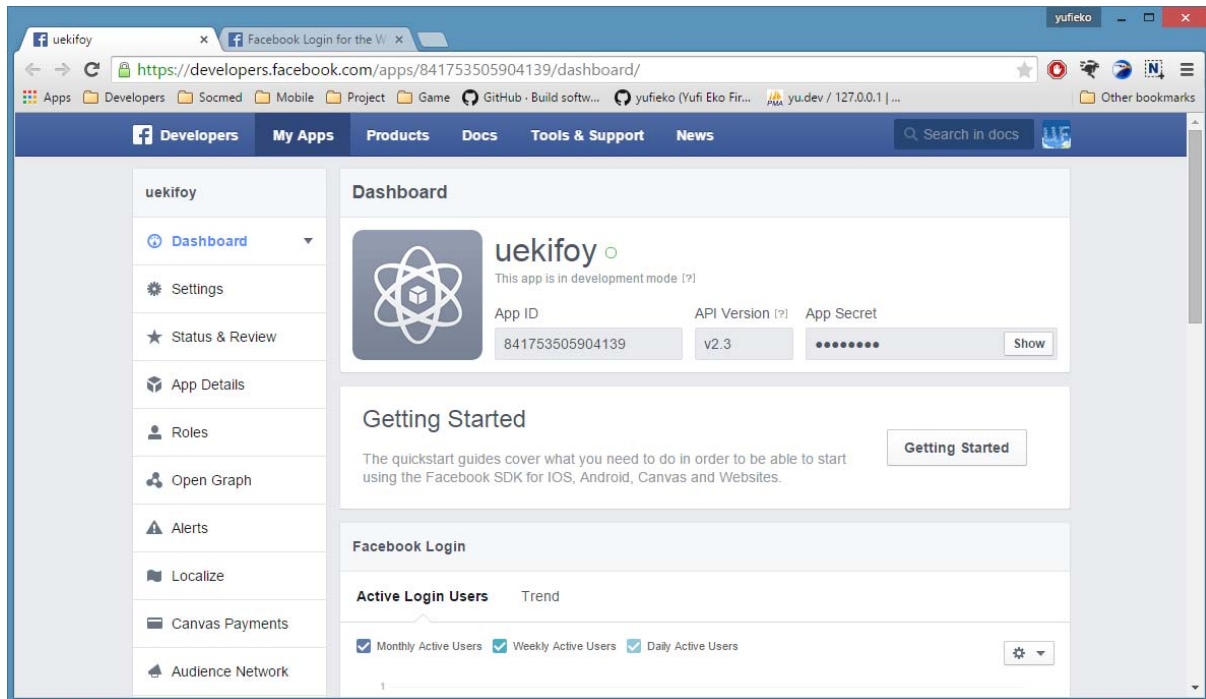 yufieko
uekifoy
Facebook Login for the W
https://developers.facebook.com/apps/841753505904139/dashboard/
Apps Developers Socmed Mobile Project Game GitHub · Build softw... yufieko (Yufi Eko Fir... yu.dev / 127.0.0.1 | ... Other bookmarks
Developers My Apps Products Docs Tools & Support News Search in docs
uekifoy
Dashboard
Settings
Status & Review
App Details
Roles
Open Graph
Alerts
Localize
Canvas Payments
Audience Network
Dashboard
uekifoy
This app is in development mode [?]
App ID API Version [?] App Secret
841753505904139 v2.3 •••••••• Show
Getting Started
The quickstart guides cover what you need to do in order to be able to start
using the Facebook SDK for IOS, Android, Canvas and Websites.
Getting Started
Facebook Login
Active Login Users Trend
Monthly Active Users Weekly Active Users Daily Active Users
1